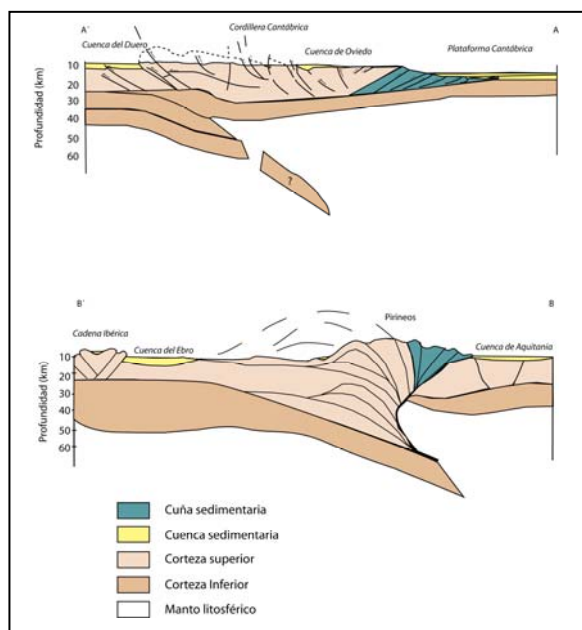 Cordillera Cantábrica
A´
A
Cuenca del Duero
Cuenca de Oviedo
Plataforma Cantábrica
Profundidad (km)
10
20
30
40
50
60
?
B´
B
Pirineos
Cadena Ibérica
Cuenca del Ebro
Cuenca de Aquitania
Profundidad (km)
10
20
30
40
50
60
Cuña sedimentaria
Cuenca sedimentaria
Corteza superior
Corteza Inferior
Manto litosférico